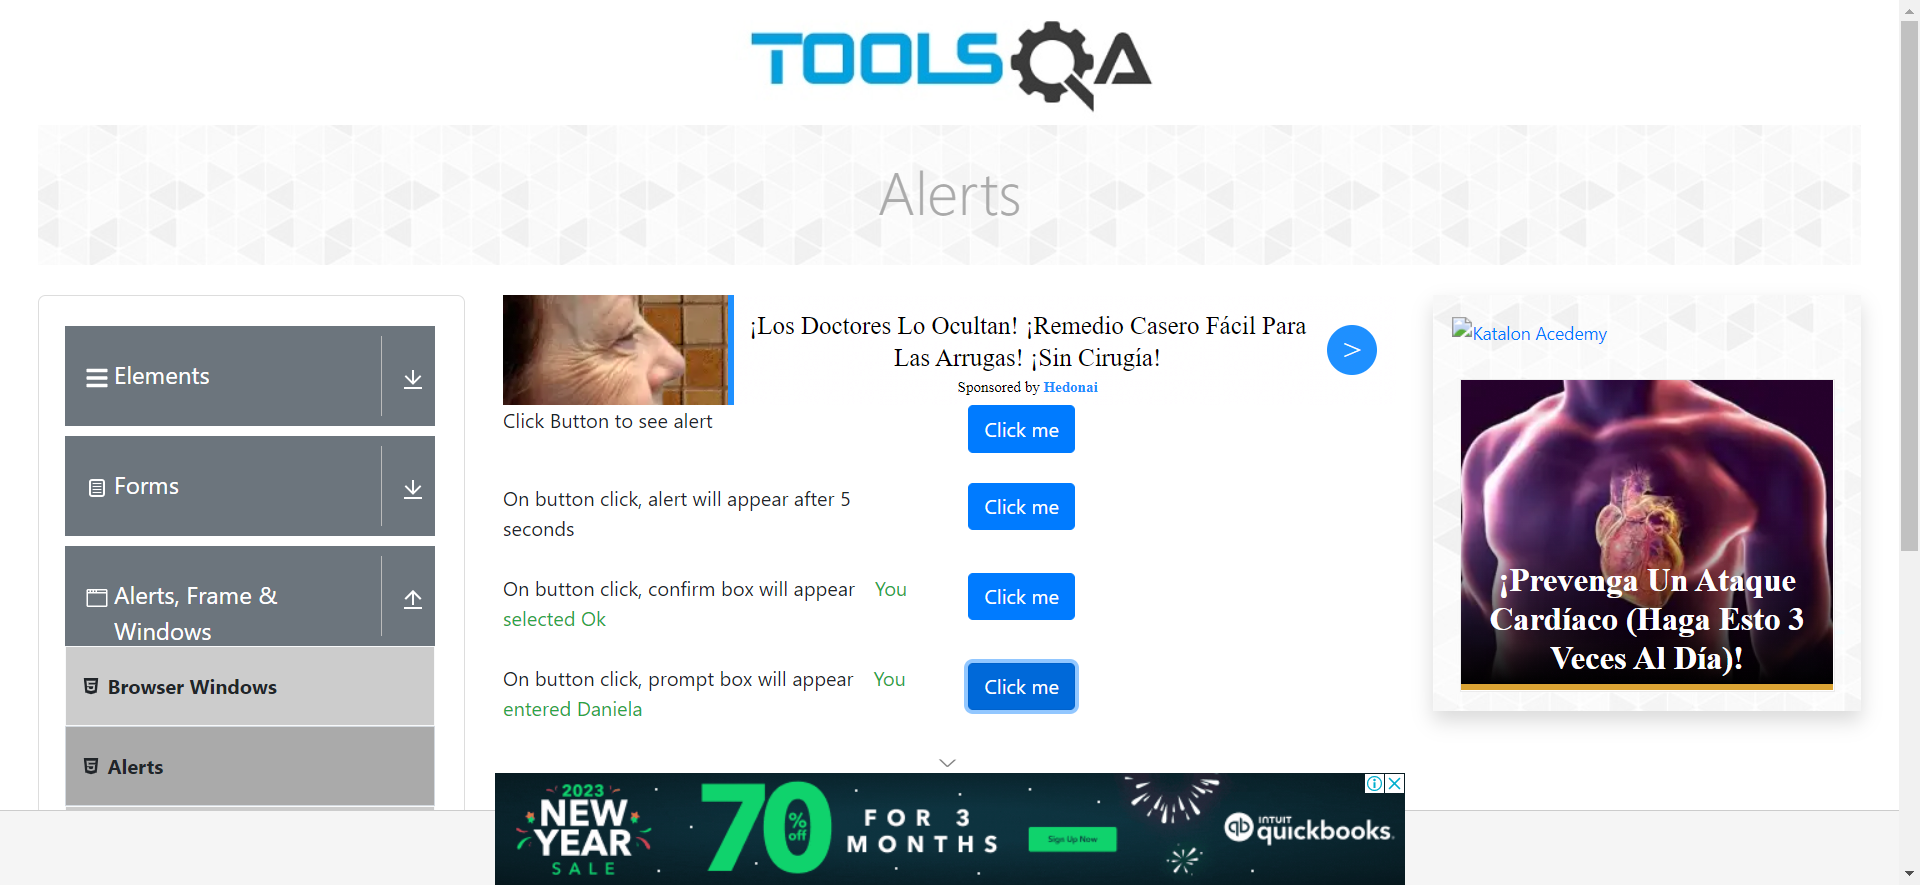 TOOLSQA
Alerts
Elements
Forms
Alerts, Frame &
Windows
Browser Windows
Alerts
¡Los Doctores Lo Ocultan! ¡Remedio Casero Fácil Para
Las Arrugas! ¡Sin Cirugía!
Sponsored by Hedonai
>
Click Button to see alert
Click me
On button click, alert will appear after 5
seconds
Click me
On button click, confirm box will appear You
selected Ok
Click me
On button click, prompt box will appear You
entered Daniela
Click me
Katalon Acedemy
¡Prevenga Un Ataque
Cardíaco (Haga Esto 3
Veces Al Día)!
2023
NEW
YEAR
SALE
70% off
FOR 3
MONTHS
Sign Up Now
INTUIT
quickbooks.